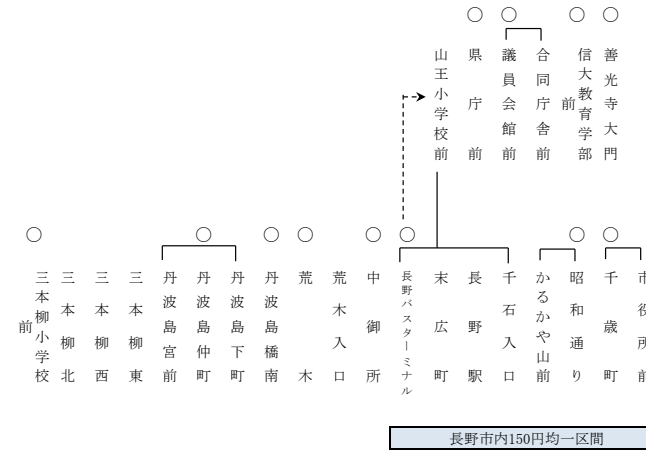 善光寺大門
信大教育学部前
合同庁舎前
議員会館前
県庁前
山王小学校前
市役所前
千歳町
昭和通り
かるかや山前
千石入口
長野駅
末広町
長野バスターミナル
中御所
荒木入口
荒木
丹波島橋南
丹波島下町
丹波島仲町
丹波島宮前
三本柳東
三本柳西
三本柳北
三本柳小学校前
長野市内150円均一区間